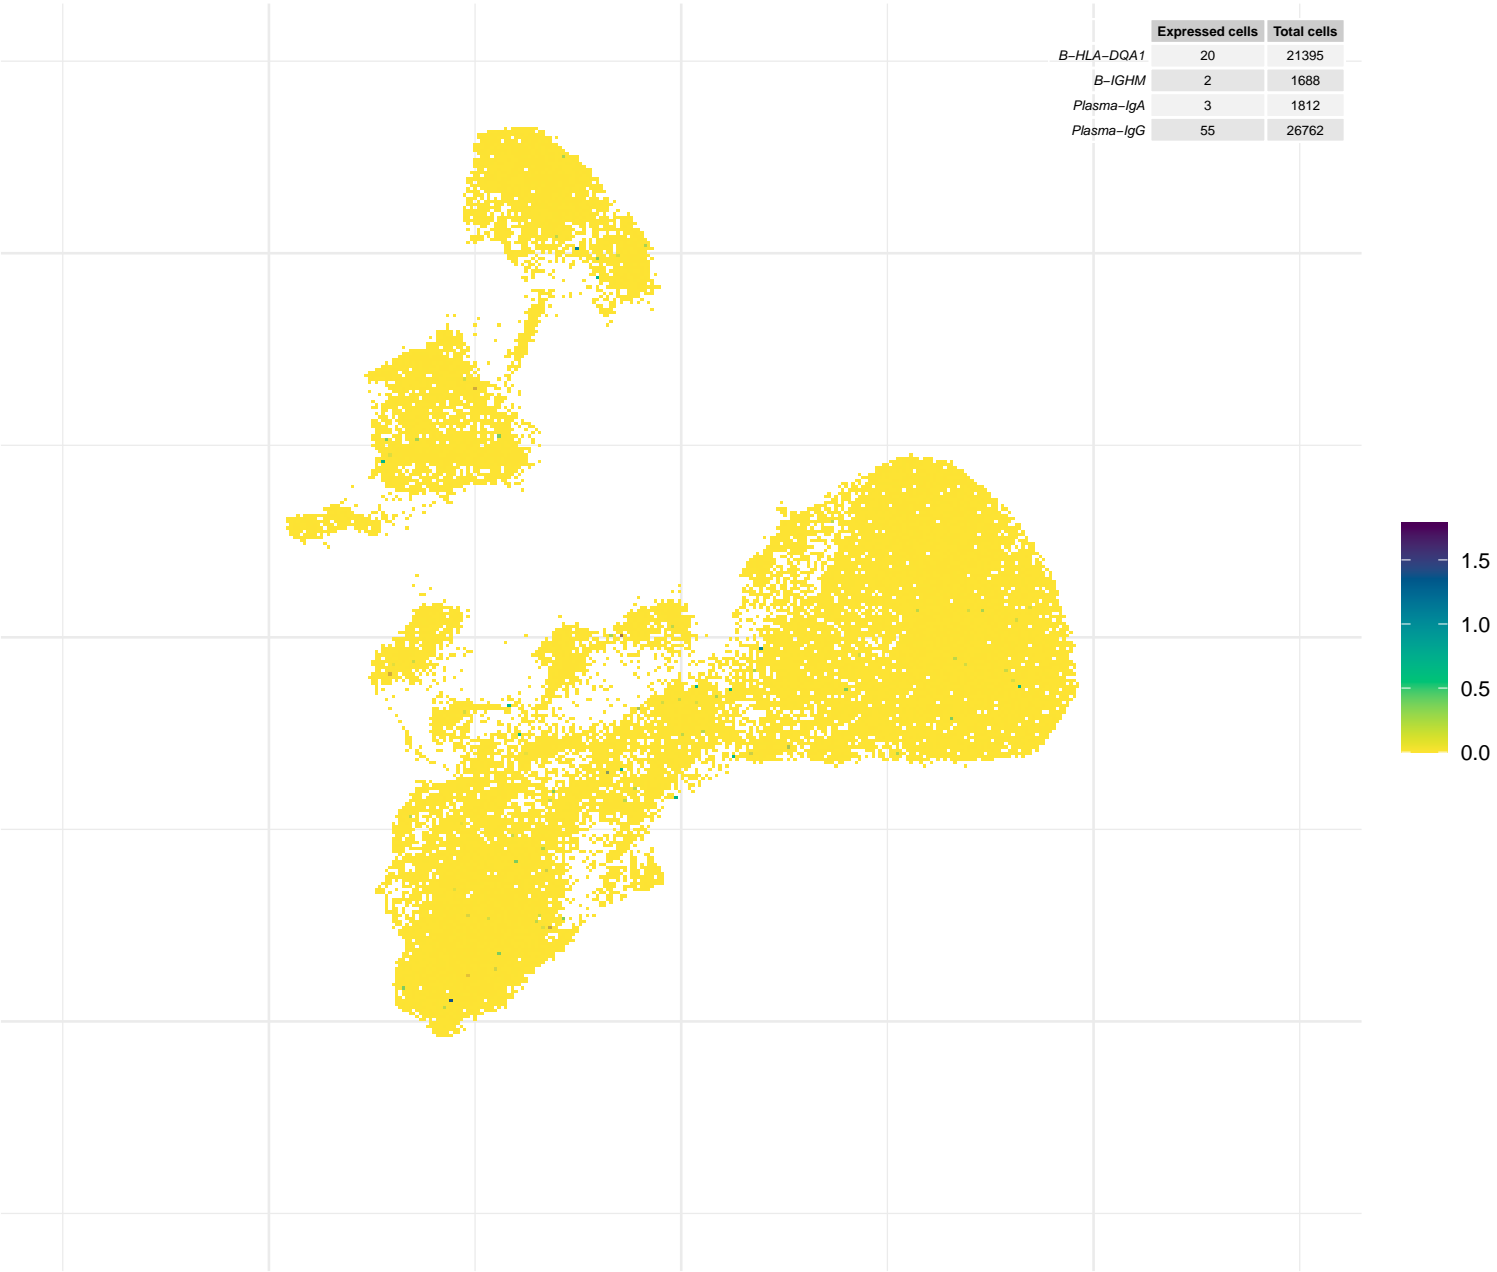 Expressed cells Total cells
B−HLA−DQA1 20 21395
B−IGHM 2 1688
Plasma−IgA 3 1812
Plasma−IgG 55 26762
1.5
1.0
0.5
0.0